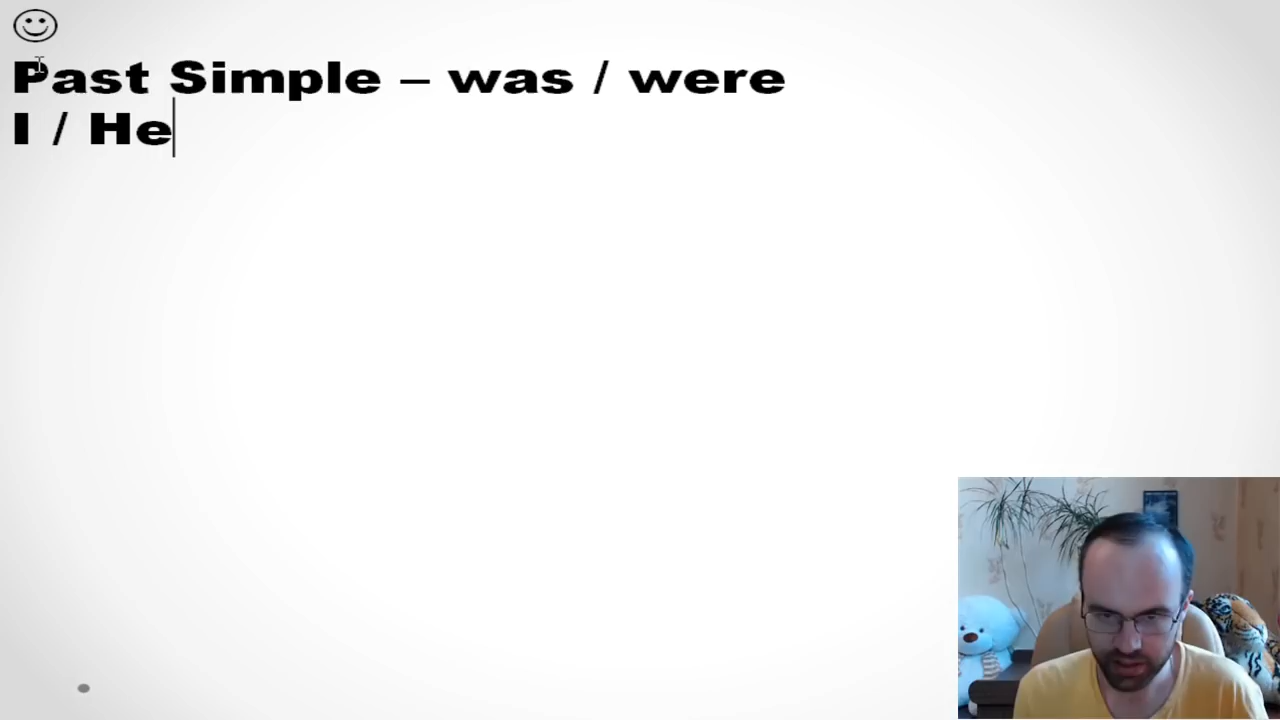 Past Simple – was / were
I / He